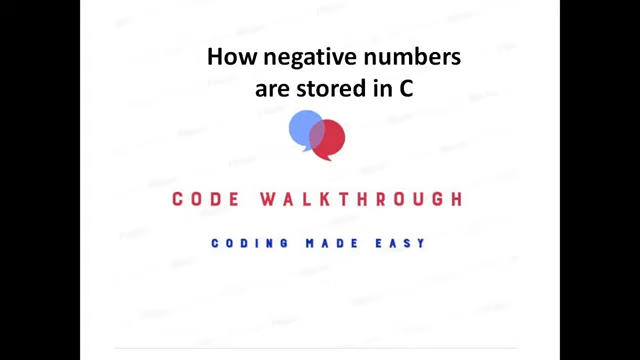 How negative numbers
are stored in C
CODE WALKTHROUGH
CODING MADE EASY